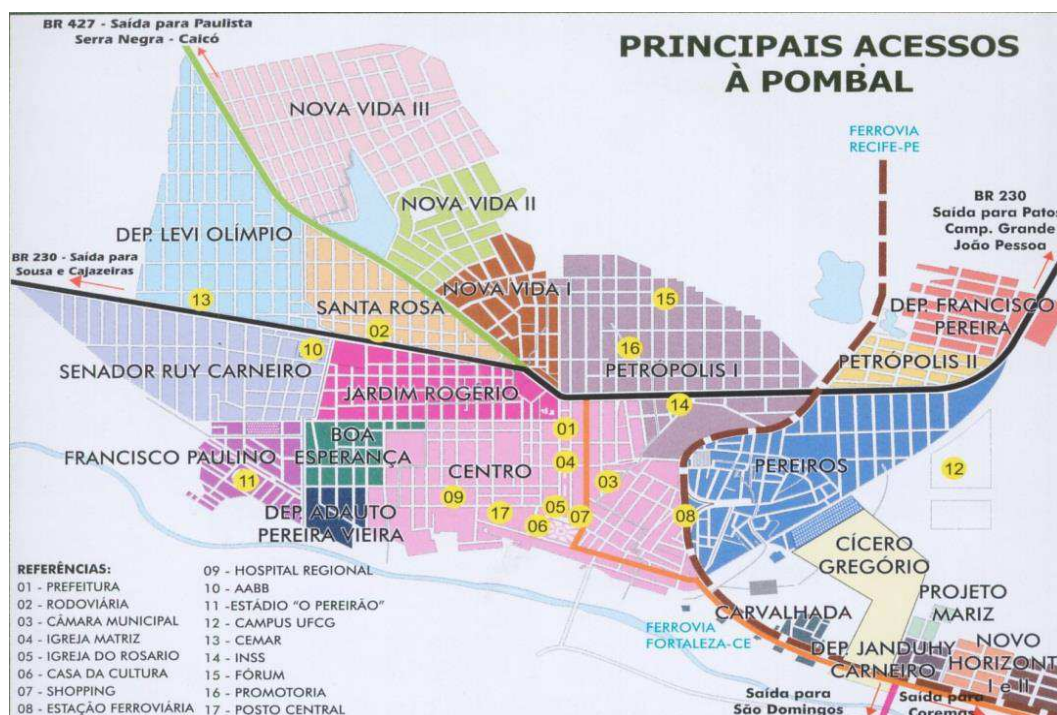 BR 427 - Saída para Paulista
Serra Negra - Caicó
PRINCIPAIS ACESSOS
À POMBAL
NOVA VIDA III
FERROVIA
RECIFE-PE
BR 230
Saída para Patos
Camp. Grande
João Pessoa
NOVA VIDA II
DEP. LEVI OLÍMPIO
BR 230 - Saída para
Sousa e Cajazeiras
13
SANTA ROSA
02
NOVA VIDA I
15
16
PETRÓPOLIS I
DEP. FRANCISCO
PEREIRA
PETRÓPOLIS II
10
SENADOR RUY CARNEIRO
JARDIM ROGÉRIO
14
01
FRANCISCO PAULINO
BOA
ESPERANÇA
CENTRO
04
03
PEREIROS
12
11
DEP. ADAUTO
PEREIRA VIEIRA
09
17
05
06
07
08
CÍCERO
GREGÓRIO
PROJETO
MARIZ
CARVALHADA
FERROVIA
FORTALEZA-CE
DEP. JANDUHY
CARNEIRO
NOVO
HORIZONT
I e II
Saída para
São Domingos
Saída para
Coremas
REFERÊNCIAS:
01 - PREFEITURA
02 - RODOVIÁRIA
03 - CÂMARA MUNICIPAL
04 - IGREJA MATRIZ
05 - IGREJA DO ROSARIO
06 - CASA DA CULTURA
07 - SHOPPING
08 - ESTAÇÃO FERROVIÁRIA
09 - HOSPITAL REGIONAL
10 - AABB
11 -ESTÁDIO "O PEREIRÃO"
12 - CAMPUS UFCG
13 - CEMAR
14 - INSS
15 - FÓRUM
16 - PROMOTORIA
17 - POSTO CENTRAL